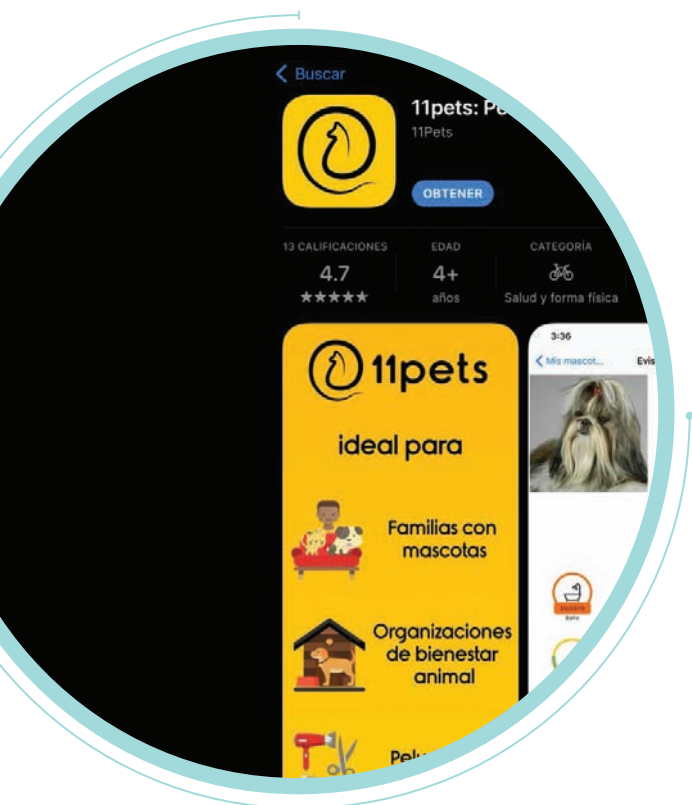 Buscar
11pets:
11Pets
OBTENER
13 CALIFICACIONES
EDAD
CATEGORÍA
4.7
4+
años
Salud y forma física
11pets
ideal para
Familias con
mascotas
Organizaciones
de bienestar
animal
3:36
Mis mascot...
Evis
Baño